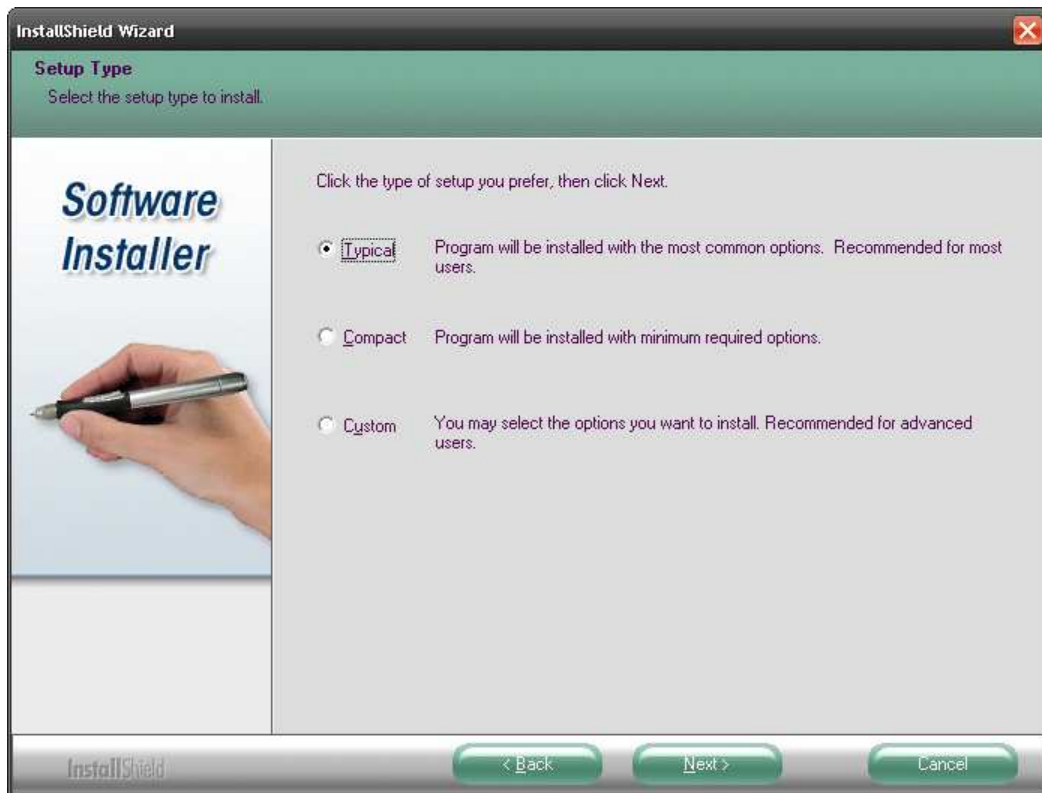 InstallShield Wizard
Setup Type
Select the setup type to install.
Software
Installer
Click the type of setup you prefer, then click Next.
Typical
Program will be installed with the most common options.  Recommended for most
users.
Compact
Program will be installed with minimum required options.
Custom
You may select the options you want to install. Recommended for advanced
users.
InstallShield
< Back
Next >
Cancel